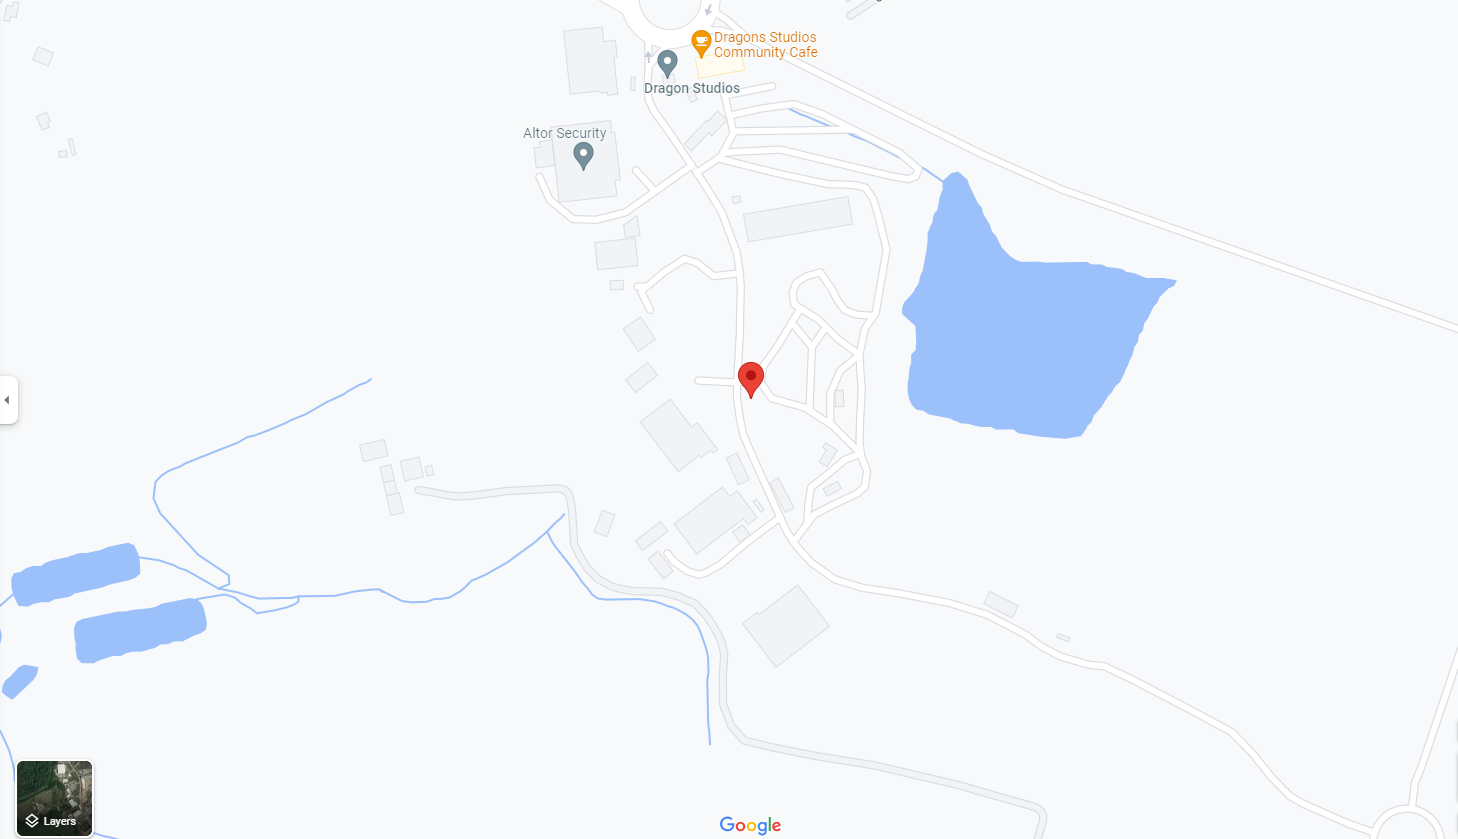 Dragons Studios
Community Cafe
Dragon Studios
Altor Security
Layers
Google